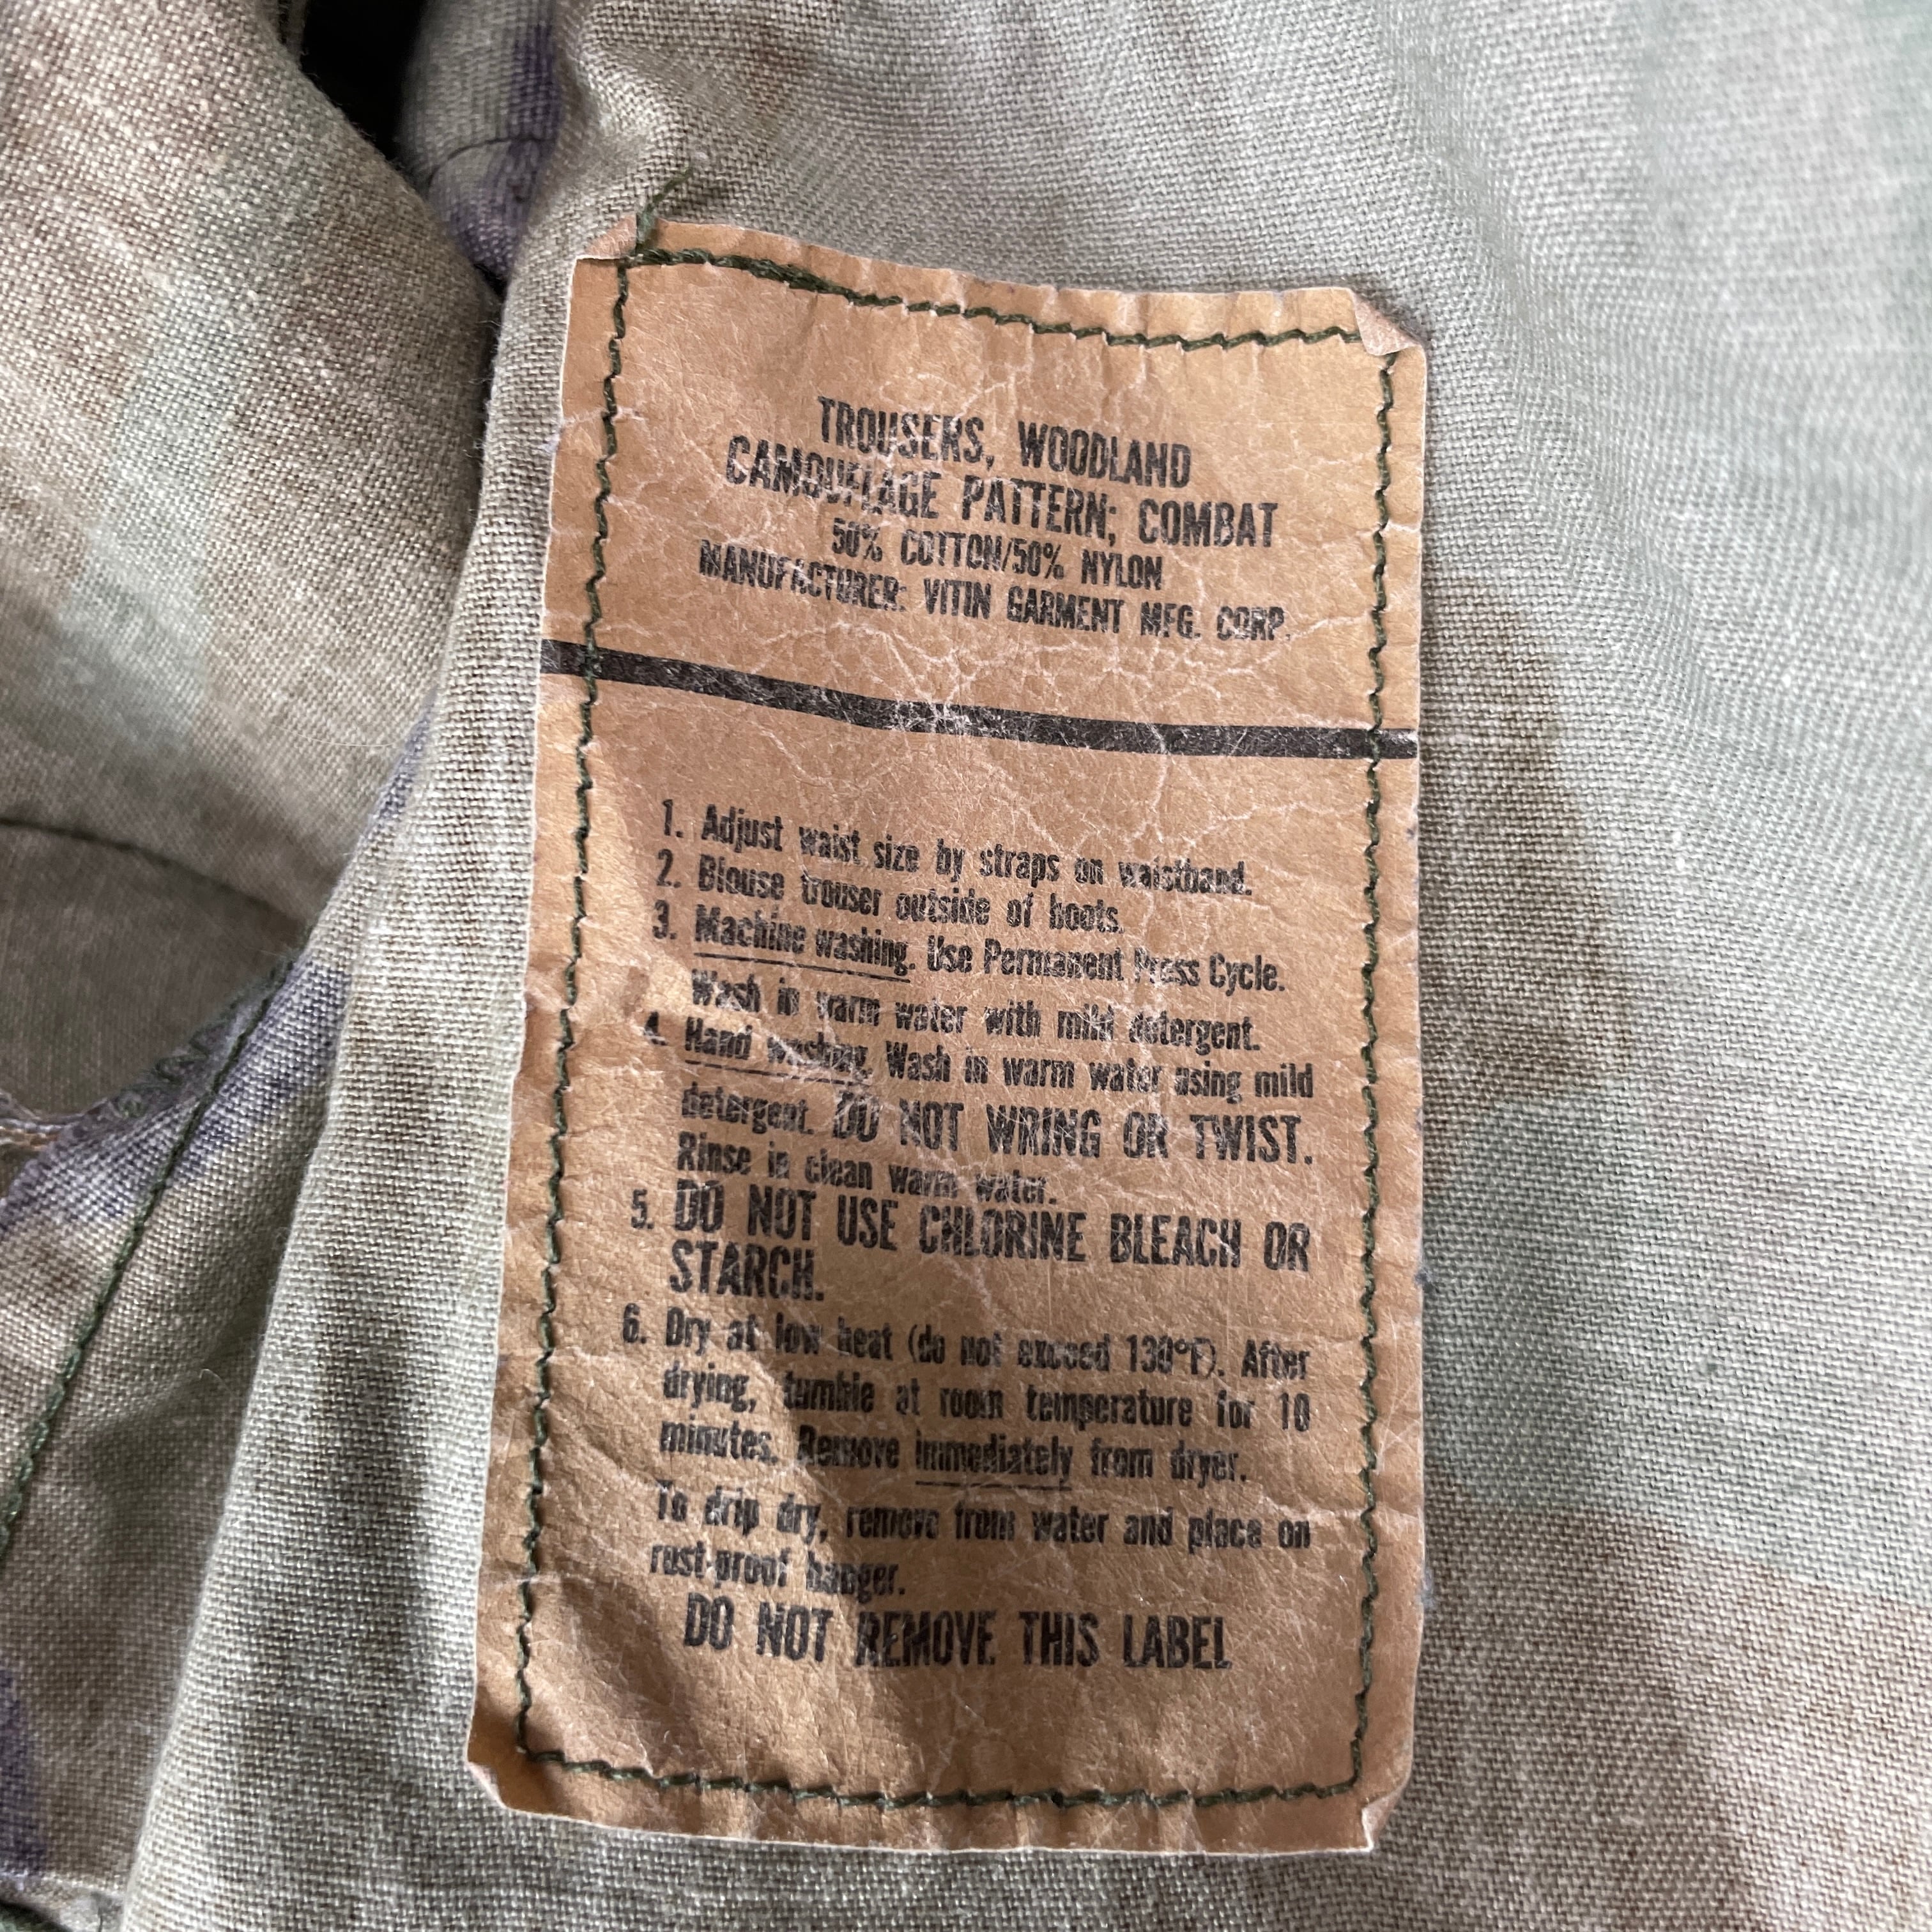 TROUSERS, WOODLAND
CAMOUFLAGE PATTERN; COMBAT
50% COTTON/50% NYLON
MANUFACTURER: VITIN GARMENT MFG. CORP.
1. Adjust waist size by straps on waistband.
2. Blouse trouser outside of boots.
3. Machine washing. Use Permanent Press Cycle.
Wash in warm water with mild detergent.
4. Hand washing. Wash in warm water using mild
detergent. DO NOT WRING OR TWIST.
Rinse in clean warm water.
5. DO NOT USE CHLORINE BLEACH OR
STARCH.
6. Dry at low heat (do not exceed 130°F). After
drying, tumble at room temperature for 10
minutes. Remove immediately from dryer.
To drip dry, remove from water and place on
rust-proof hanger.
DO NOT REMOVE THIS LABEL